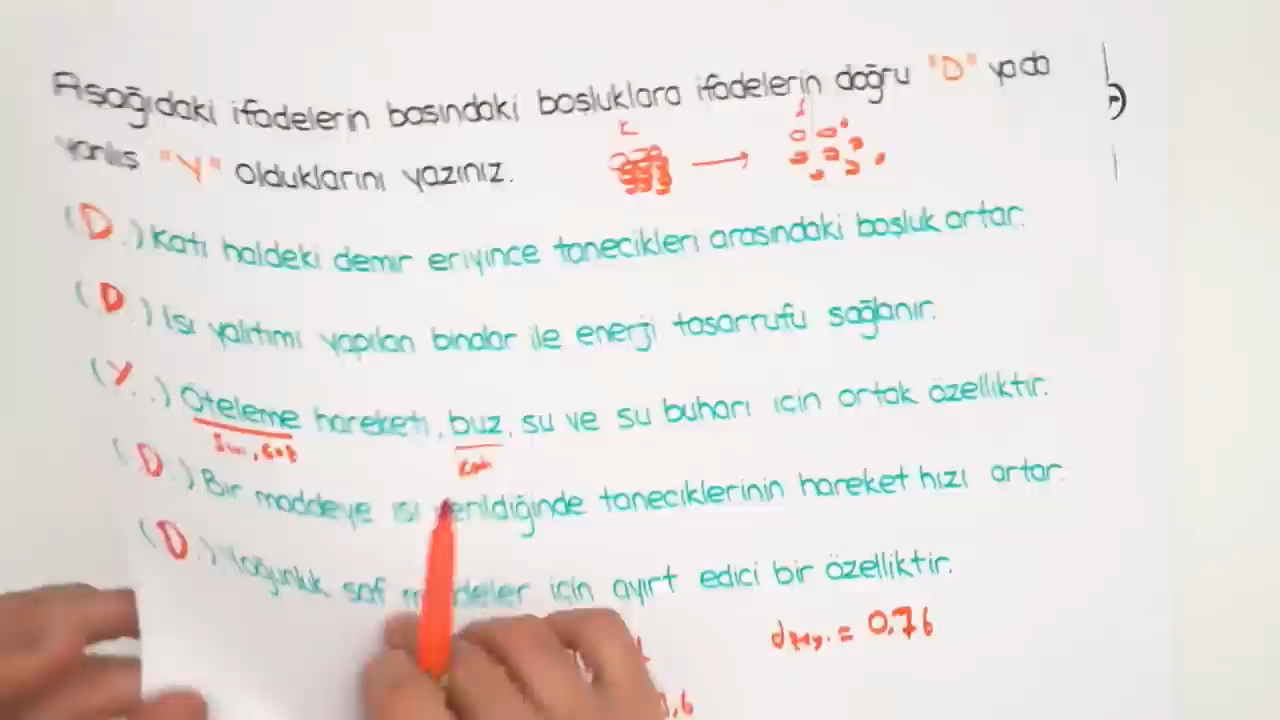 Aşağıdaki ifadelerin başındaki boşluklara ifadelerin doğru "D" yada
yanlış "Y" olduklarını yazınız.
(D.) Katı haldeki demir eriyince tanecikleri arasındaki boşluk artar.
(D.) Isı yalıtımı yapılan binalar ile enerji tasarrufu sağlanır.
(Y..) Öteleme hareketi, buz, su ve su buharı için ortak özelliktir.
(D.) Bir maddeye ısı verildiğinde taneciklerinin hareket hızı artar.
(D.) Yoğunluk saf maddeler için ayırt edici bir özelliktir.
= 0.76